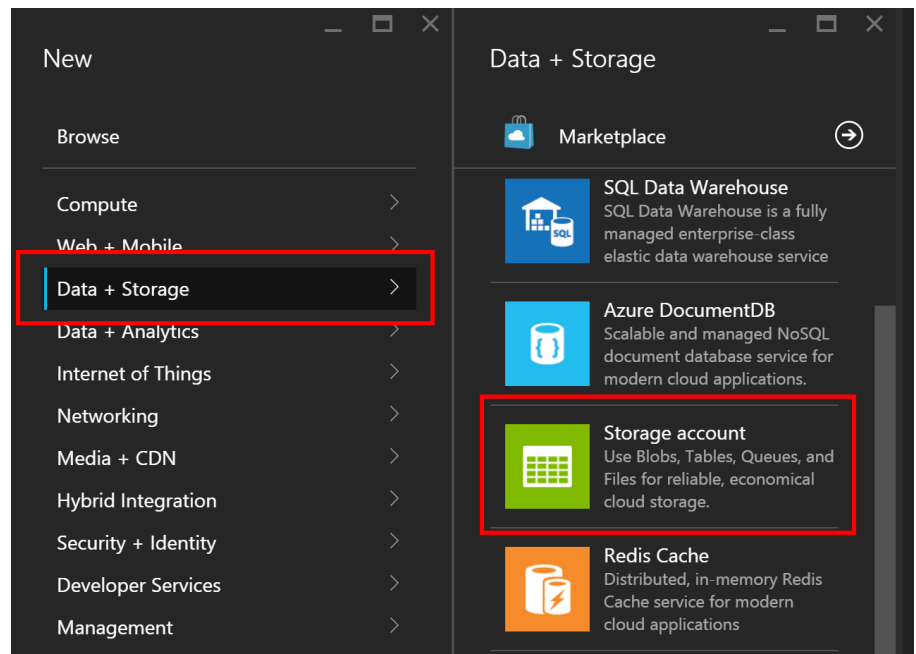 New
Browse
Compute
Web + Mobile
Data + Storage
Data + Analytics
Internet of Things
Networking
Media + CDN
Hybrid Integration
Security + Identity
Developer Services
Management
Data + Storage
Marketplace
SQL Data Warehouse
SQL Data Warehouse is a fully
managed enterprise-class
elastic data warehouse service
SQL
Azure DocumentDB
Scalable and managed NoSQL
document database service for
modern cloud applications.
{ }
Storage account
Use Blobs, Tables, Queues, and
Files for reliable, economical
cloud storage.
Redis Cache
Distributed, in-memory Redis
Cache service for modern
cloud applications